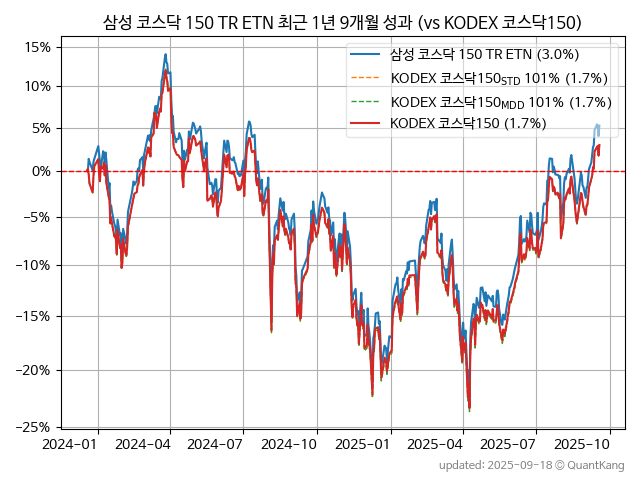 삼성 코스닥 150 TR ETN 최근 1년 9개월 성과 (vs KODEX 코스닥150)
15%
10%
5%
0%
−5%
−10%
−15%
−20%
−25%
삼성 코스닥 150 TR ETN (3.0%)
KODEX 코스닥150STD 101% (1.7%)
KODEX 코스닥150MDD 101% (1.7%)
KODEX 코스닥150 (1.7%)
2024-01 2024-04 2024-07 2024-10 2025-01 2025-04 2025-07 2025-10
updated: 2025-09-18 © QuantKang